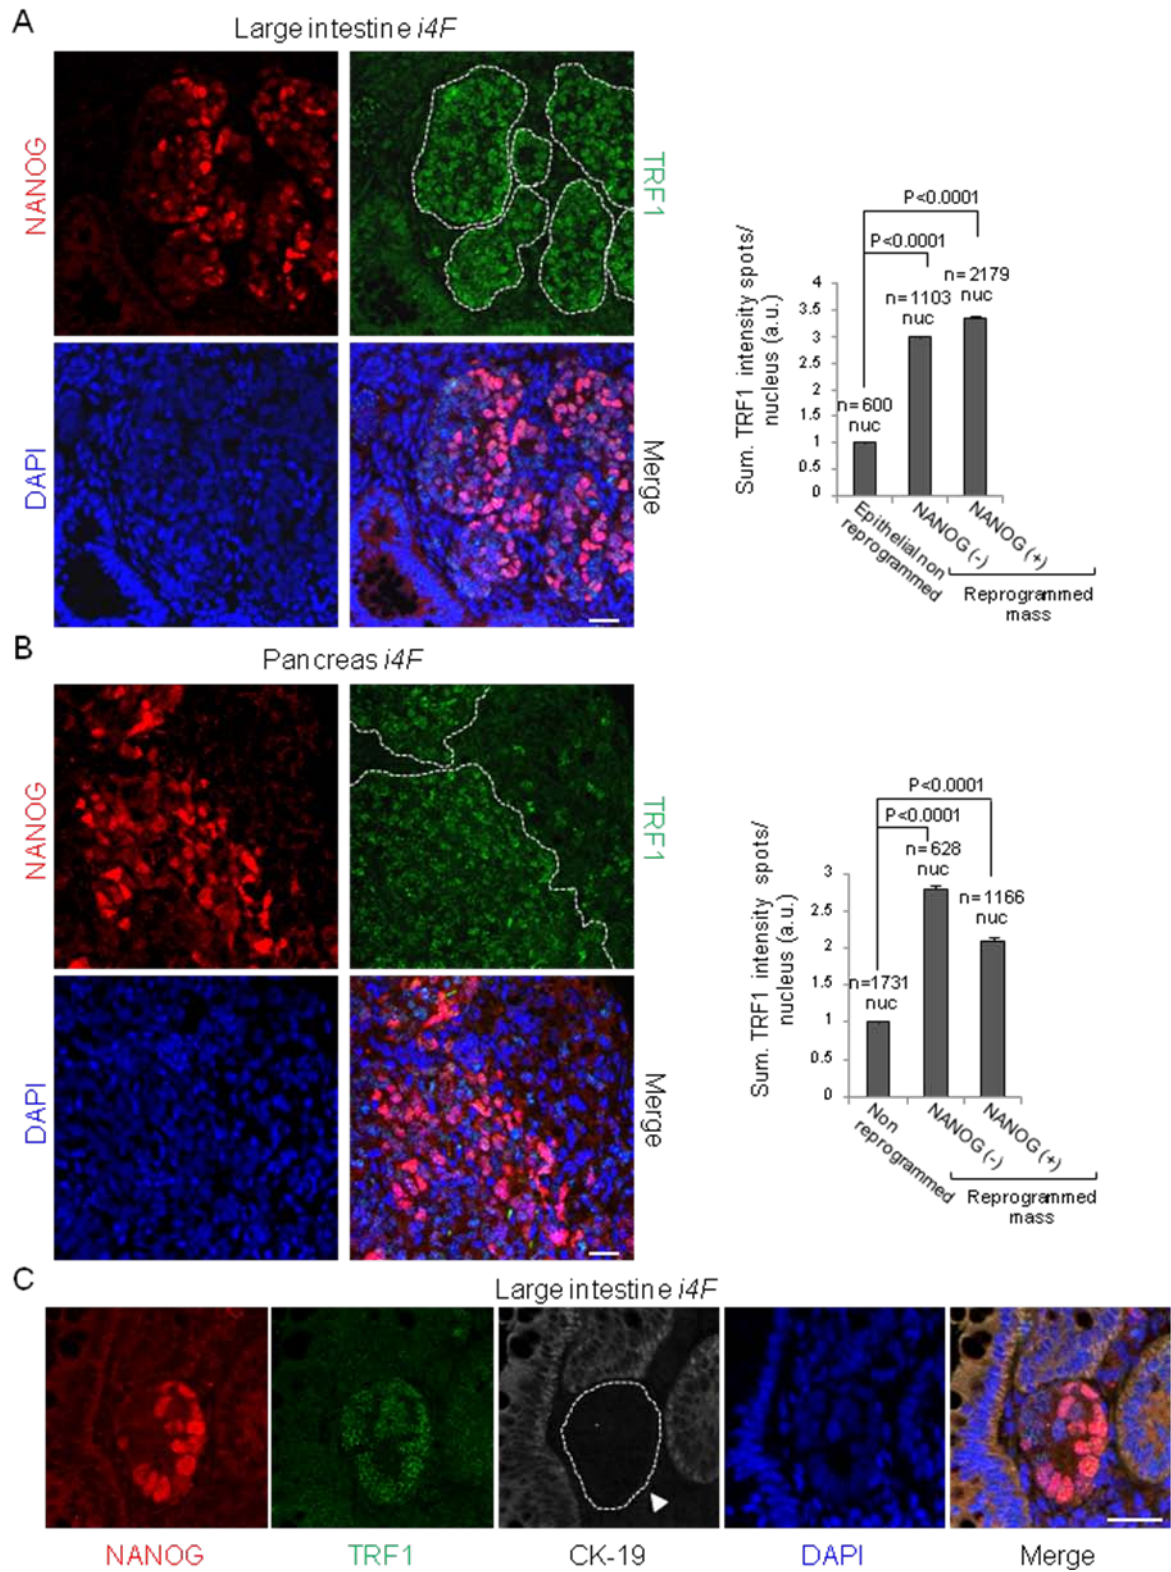 A
Large intestine i4F
NANOG
TRF1
DAPI
Merge
Sum. TRF1 intensity spots/
nucleus (a.u.)
P<0.0001
P<0.0001
n=2179
nuc
n=1103
nuc
n=600
nuc
4
3.5
3
2.5
2
1.5
1
0.5
0
Epithelial non
reprogrammed
NANOG (-)
NANOG (+)
Reprogrammed
mass
B
Pancreas i4F
NANOG
TRF1
DAPI
Merge
Sum. TRF1 intensity spots/
nucleus (a.u.)
P<0.0001
P<0.0001
n=628
nuc
n=1166
nuc
n=1731
nuc
3
2.5
2
1.5
1
0.5
0
Non
reprogrammed
NANOG (-)
NANOG (+)
Reprogrammed
mass
C
Large intestine i4F
NANOG
TRF1
CK-19
DAPI
Merge